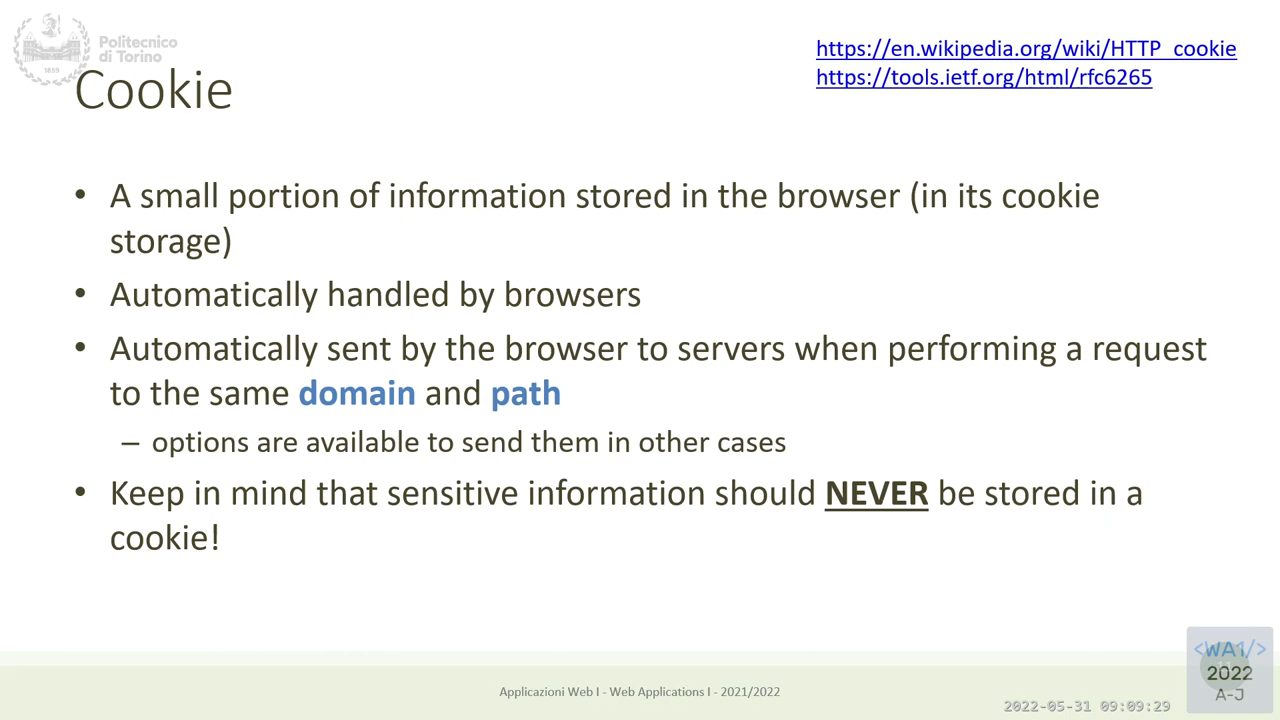 Politecnico
di Torino
1859
https://en.wikipedia.org/wiki/HTTP_cookie
https://tools.ietf.org/html/rfc6265
Cookie
• A small portion of information stored in the browser (in its cookie
storage)
• Automatically handled by browsers
• Automatically sent by the browser to servers when performing a request
to the same domain and path
– options are available to send them in other cases
• Keep in mind that sensitive information should NEVER be stored in a
cookie!
Applicazioni Web I - Web Applications I - 2021/2022
<WA1/>
2022
A-J
2022-05-31 09:09:29